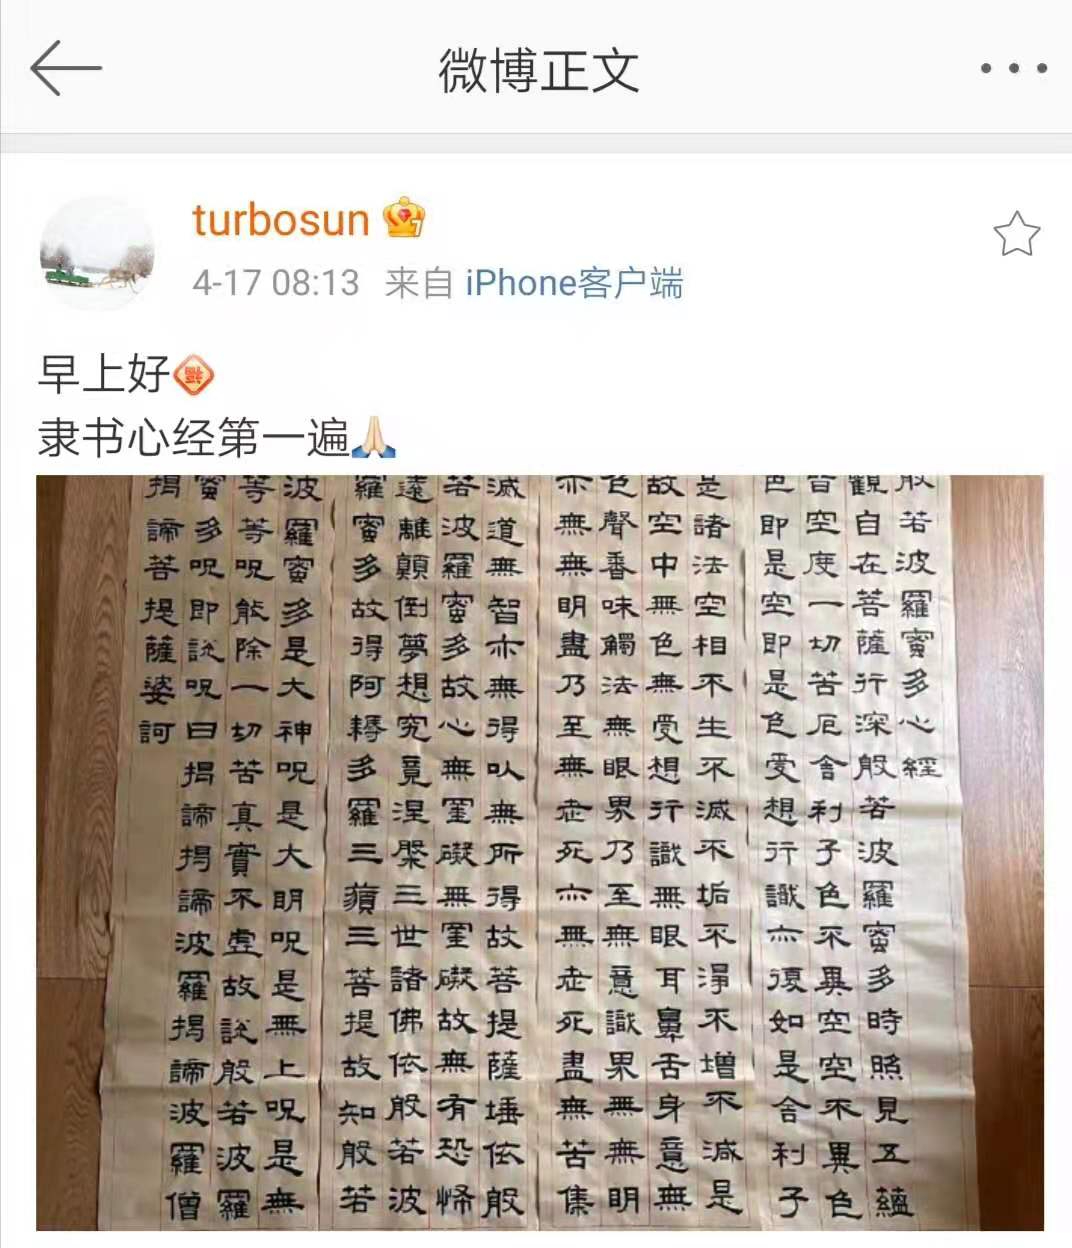 微博正文
turbosun
4-17 08:13 来自 iPhone客户端
早上好福
隶书心经第一遍
般若波羅蜜多心經
觀自在菩薩行深般若波羅蜜多時照見五蘊
皆空度一切苦厄舍利子色不異空空不異色
色即是空即是色受想行識亦復如是舍利子
是諸法空相不生不滅不垢不淨不增不減是
故空中無色無受想行識無眼耳鼻舌身意無
色聲香味觸法無眼界乃至無意識界無無明
亦無無明盡乃至無老死亦無老死盡無苦集
滅道無智亦無得以無所得故菩提薩埵依般
若波羅蜜多故心無罣礙無罣礙故無有恐怖
遠離顛倒夢想究竟涅槃三世諸佛依般若波
羅蜜多故得阿耨多羅三藐三菩提故知般若
波羅蜜多是大神呪是大明呪是無上呪是無
等等呪能除一切苦真實不虛故說般若波羅
蜜多呪即說呪曰揭諦揭諦波羅揭諦波羅僧
揭諦菩提薩婆訶